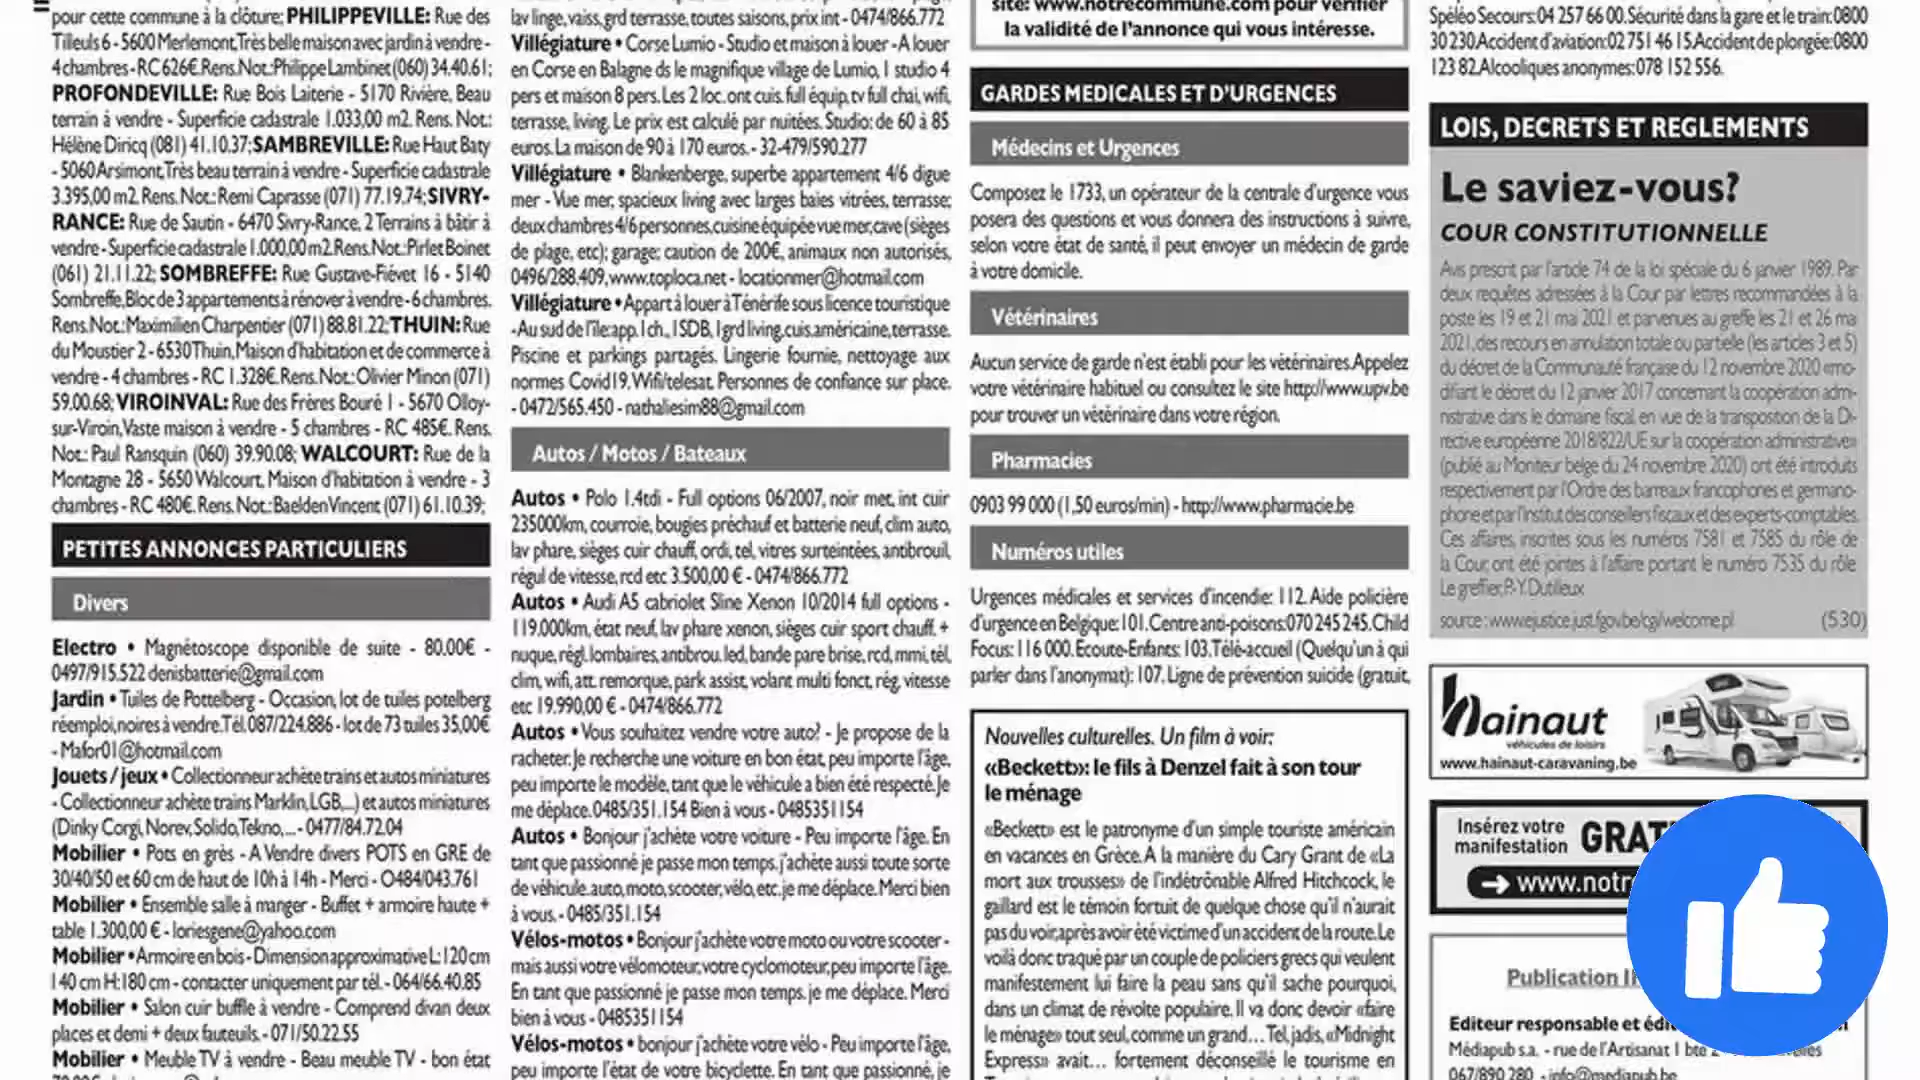 pour cette commune à la clôture; PHILIPPEVILLE: Rue des
Tilleuls 6 - 5600 Merlemont, Très belle maison avec jardin à vendre -
4 chambres - RC 626€. Rens. Not.: Philippe Lambinet (060) 34.40.61;
PROFONDEVILLE: Rue Bois Laiterie - 5170 Rivière, Beau
terrain à vendre - Superficie cadastrale 1.033,00 m2. Rens. Not.:
Hélène Diricq (081) 41.10.37; SAMBREVILLE: Rue Haut Baty
- 5060 Arsimont, Très beau terrain à vendre - Superficie cadastrale
3.395,00 m2. Rens. Not.: Remi Caprasse (071) 77.19.74; SIVRY-
RANCE: Rue de Sautin - 6470 Sivry-Rance, 2 Terrains à bâtir à
vendre - Superficie cadastrale 1.000,00 m2. Rens. Not.: Pirlet Boinet
(061) 21.11.22; SOMBREFFE: Rue Gustave-Fiévet 16 - 5140
Sombreffe, Bloc de 3 appartements à rénover à vendre - 6 chambres.
Rens. Not.: Maximilien Charpentier (071) 88.81.22; THUIN: Rue
du Moustier 2 - 6530 Thuin, Maison d'habitation et de commerce à
vendre - 4 chambres - RC 1.328€. Rens. Not.: Olivier Minon (071)
59.00.68; VIROINVAL: Rue des Frères Bouré 1 - 5670 Olloy-
sur-Viroin, Vaste maison à vendre - 5 chambres - RC 485€. Rens.
Not.: Paul Ransquin (060) 39.90.08; WALCOURT: Rue de la
Montagne 28 - 5650 Walcourt, Maison d'habitation à vendre - 3
chambres - RC 480€. Rens. Not.: Baelden Vincent (071) 61.10.39;
PETITES ANNONCES PARTICULIERS
Divers
Electro • Magnétoscope disponible de suite - 80.00€ -
0497/915.522 denisbatterie@gmail.com
Jardin • Tuiles de Pottelberg - Occasion, lot de tuiles potelberg
réemploi, noires à vendre. Tél. 087/224.886 - lot de 73 tuiles 35,00€
- Mafor01@hotmail.com
Jouets / jeux • Collectionneur achète trains et autos miniatures
- Collectionneur achète trains Marklin, LGB,...) et autos miniatures
(Dinky Corgi, Norev, Solido, Tekno, ... - 0477/84.72.04
Mobilier • Pots en grès - A Vendre divers POTS en GRE de
30/40/50 et 60 cm de haut de 10h à 14h - Merci - O484/043.761
Mobilier • Ensemble salle à manger - Buffet + armoire haute +
table 1.300,00 € - loriesgene@yahoo.com
Mobilier • Armoire en bois - Dimension approximative L: 120 cm
l 40 cm H: 180 cm - contacter uniquement par tél. - 064/66.40.85
Mobilier • Salon cuir buffle à vendre - Comprend divan deux
places et demi + deux fauteuils. - 071/50.22.55
Mobilier • Meuble TV à vendre - Beau meuble TV - bon état
lav linge, vaiss, grd terrasse, toutes saisons, prix int - 0474/866.772
Villégiature • Corse Lumio - Studio et maison à louer - A louer
en Corse en Balagne ds le magnifique village de Lumio, 1 studio 4
pers et maison 8 pers. Les 2 loc. ont cuis. full équip, tv full chai, wifi,
terrasse, living. Le prix est calculé par nuitées. Studio: de 60 à 85
euros. La maison de 90 à 170 euros. - 32-479/590.277
Villégiature • Blankenberge, superbe appartement 4/6 digue
mer - Vue mer, spacieux living avec larges baies vitrées, terrasse;
deux chambres 4/6 personnes, cuisine équipée vue mer, cave (sièges
de plage, etc); garage; caution de 200€, animaux non autorisés,
0496/288.409, www.toploca.net - locationmer@hotmail.com
Villégiature • Appart à louer à Ténérife sous licence touristique
- Au sud de l'île: app. 1 ch., 1 SDB, 1 grd living, cuis. américaine, terrasse.
Piscine et parkings partagés. Lingerie fournie, nettoyage aux
normes Covid19. Wifi/telesat. Personnes de confiance sur place.
- 0472/565.450 - nathaliesim88@gmail.com
Autos / Motos / Bateaux
Autos • Polo 1.4tdi - Full options 06/2007, noir met, int cuir
235000km, courroie, bougies préchauf et batterie neuf, clim auto,
lav phare, sièges cuir chauff, ordi, tel, vitres surteintées, antibrouil,
régul de vitesse, rcd etc 3.500,00 € - 0474/866.772
Autos • Audi A5 cabriolet Sline Xenon 10/2014 full options -
119.000km, état neuf, lav phare xenon, sièges cuir sport chauff. +
nuque, régl. lombaires, antibrou. led, bande pare brise, rcd, mmi, tél,
clim, wifi, att. remorque, park assist, volant multi fonct, rég. vitesse
etc 19.990,00 € - 0474/866.772
Autos • Vous souhaitez vendre votre auto? - Je propose de la
racheter. Je recherche une voiture en bon état, peu importe l'âge,
peu importe le modèle, tant que le véhicule a bien été respecté. Je
me déplace. 0485/351.154 Bien à vous - 0485351154
Autos • Bonjour j'achète votre voiture - Peu importe l'âge. En
tant que passionné je passe mon temps. j'achète aussi toute sorte
de véhicule. auto, moto, scooter, vélo, etc. je me déplace. Merci bien
à vous. - 0485/351.154
Vélos-motos • Bonjour j'achète votre moto ou votre scooter -
mais aussi votre vélomoteur, votre cyclomoteur, peu importe l'âge.
En tant que passionné je passe mon temps. je me déplace. Merci
bien à vous - 0485351154
Vélos-motos • bonjour j'achète votre vélo - Peu importe l'âge,
peu importe l'état de votre bicyclette. En tant que passionné, je
site: www.notrecommune.com pour vérifier
la validité de l'annonce qui vous intéresse.
GARDES MEDICALES ET D'URGENCES
Médecins et Urgences
Composez le 1733, un opérateur de la centrale d'urgence vous
posera des questions et vous donnera des instructions à suivre,
selon votre état de santé, il peut envoyer un médecin de garde
à votre domicile.
Vétérinaires
Aucun service de garde n'est établi pour les vétérinaires. Appelez
votre vétérinaire habituel ou consultez le site http://www.upv.be
pour trouver un vétérinaire dans votre région.
Pharmacies
0903 99 000 (1,50 euros/min) - http://www.pharmacie.be
Numéros utiles
Urgences médicales et services d'incendie: 112. Aide policière
d'urgence en Belgique: 101. Centre anti-poisons: 070 245 245. Child
Focus: 116 000. Ecoute-Enfants: 103. Télé-accueil (Quelqu'un à qui
parler dans l'anonymat): 107. Ligne de prévention suicide (gratuit,
Nouvelles culturelles. Un film à voir:
«Beckett»: le fils à Denzel fait à son tour
le ménage
«Beckett» est le patronyme d'un simple touriste américain
en vacances en Grèce. A la manière du Cary Grant de «La
mort aux trousses» de l'indétrônable Alfred Hitchcock, le
gaillard est le témoin fortuit de quelque chose qu'il n'aurait
pas du voir, après avoir été victime d'un accident de la route. Le
voilà donc traqué par un couple de policiers grecs qui veulent
manifestement lui faire la peau sans qu'il sache pourquoi,
dans un climat de révolte populaire. Il va donc devoir «faire
le ménage» tout seul, comme un grand... Tel, jadis, «Midnight
Express» avait... fortement déconseillé le tourisme en
Spéléo Secours: 04 257 66 00. Sécurité dans la gare et le train: 0800
30 230. Accident d'aviation: 02 751 46 15. Accident de plongée: 0800
123 82. Alcooliques anonymes: 078 152 556.
LOIS, DECRETS ET REGLEMENTS
Le saviez-vous?
COUR CONSTITUTIONNELLE
Avis prescrit par l'article 74 de la loi spéciale du 6 janvier 1989. Par
deux requêtes adressées à la Cour par lettres recommandées à la
poste les 19 et 21 mai 2021 et parvenues au greffe les 21 et 26 mai
2021, des recours en annulation totale ou partielle (les articles 3 et 5)
du décret de la Communauté française du 12 novembre 2020 «mo-
difiant le décret du 12 janvier 2017 concernant la coopération admi-
nistrative dans le domaine fiscal, en vue de la transposition de la Di-
rective européenne 2018/822/UE sur la coopération administrative»
(publié au Moniteur belge du 24 novembre 2020) ont été introduits
respectivement par l'Ordre des barreaux francophones et germano-
phone et par l'Institut des conseillers fiscaux et des experts-comptables.
Ces affaires, inscrites sous les numéros 7581 et 7585 du rôle de
la Cour, ont été jointes à l'affaire portant le numéro 7535 du rôle
Le greffier, P.-Y. Dutilleux
source : www.ejustice.just.fgov.be/cgi/welcome.pl (530)
hainaut
véhicules de loisirs
www.hainaut-caravaning.be
Insérez votre
manifestation GRAT
www.notr
Publication
Editeur responsable et édi
Médiapub s.a. - rue de l'Artisanat 1 bte
067/890 280 - info@mediapub.be